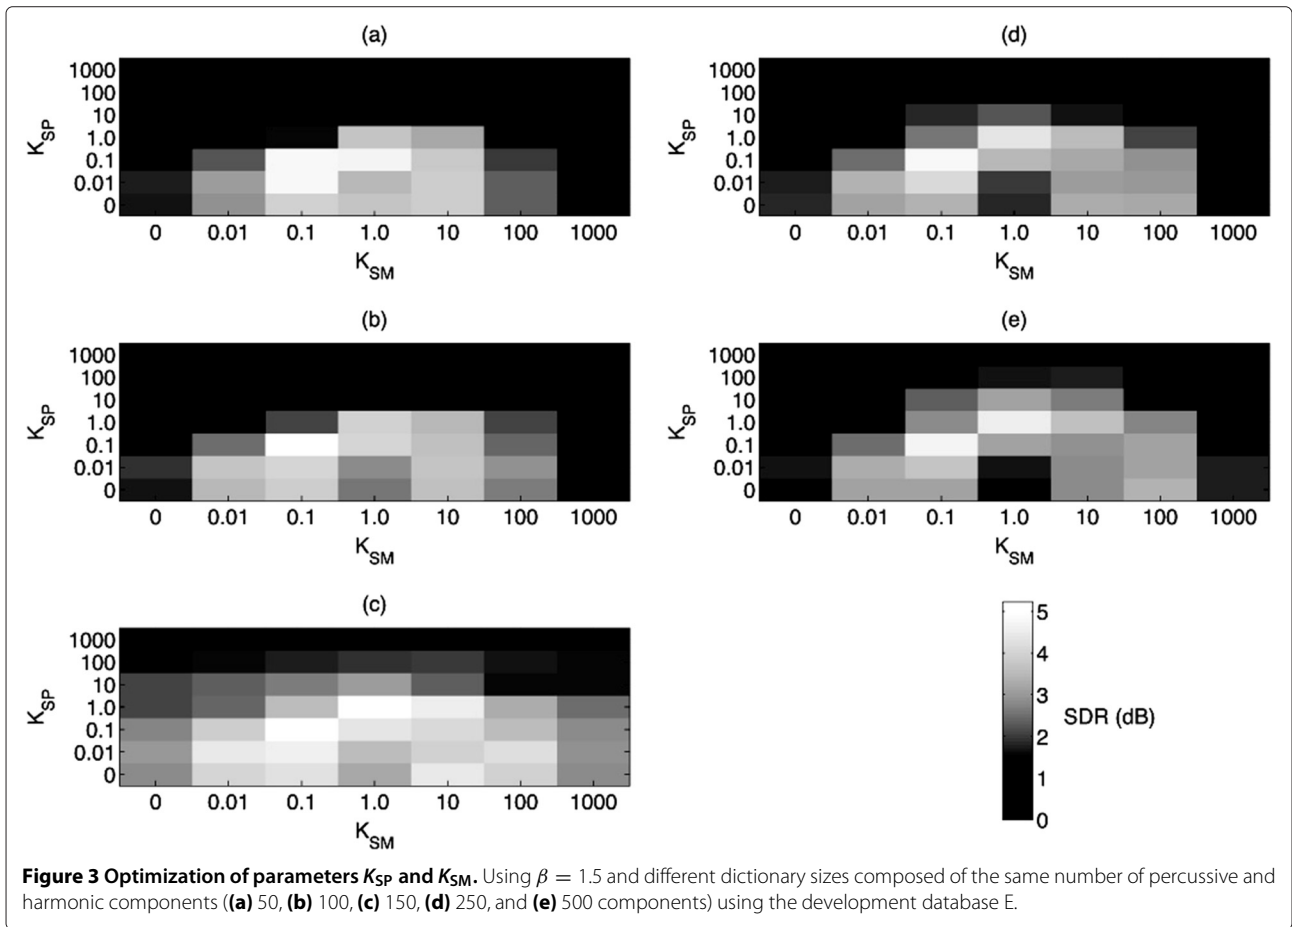 (a)
1000
100
10
1.0
0.1
0.01
0
K_SP
0 0.01 0.1 1.0 10 100 1000
K_SM
(b)
1000
100
10
1.0
0.1
0.01
0
K_SP
0 0.01 0.1 1.0 10 100 1000
K_SM
(c)
1000
100
10
1.0
0.1
0.01
0
K_SP
0 0.01 0.1 1.0 10 100 1000
K_SM
(d)
1000
100
10
1.0
0.1
0.01
0
K_SP
0 0.01 0.1 1.0 10 100 1000
K_SM
(e)
1000
100
10
1.0
0.1
0.01
0
K_SP
0 0.01 0.1 1.0 10 100 1000
K_SM
5
4
3
2
1
0
SDR (dB)
Figure 3 Optimization of parameters K_SP and K_SM. Using β = 1.5 and different dictionary sizes composed of the same number of percussive and
harmonic components ((a) 50, (b) 100, (c) 150, (d) 250, and (e) 500 components) using the development database E.